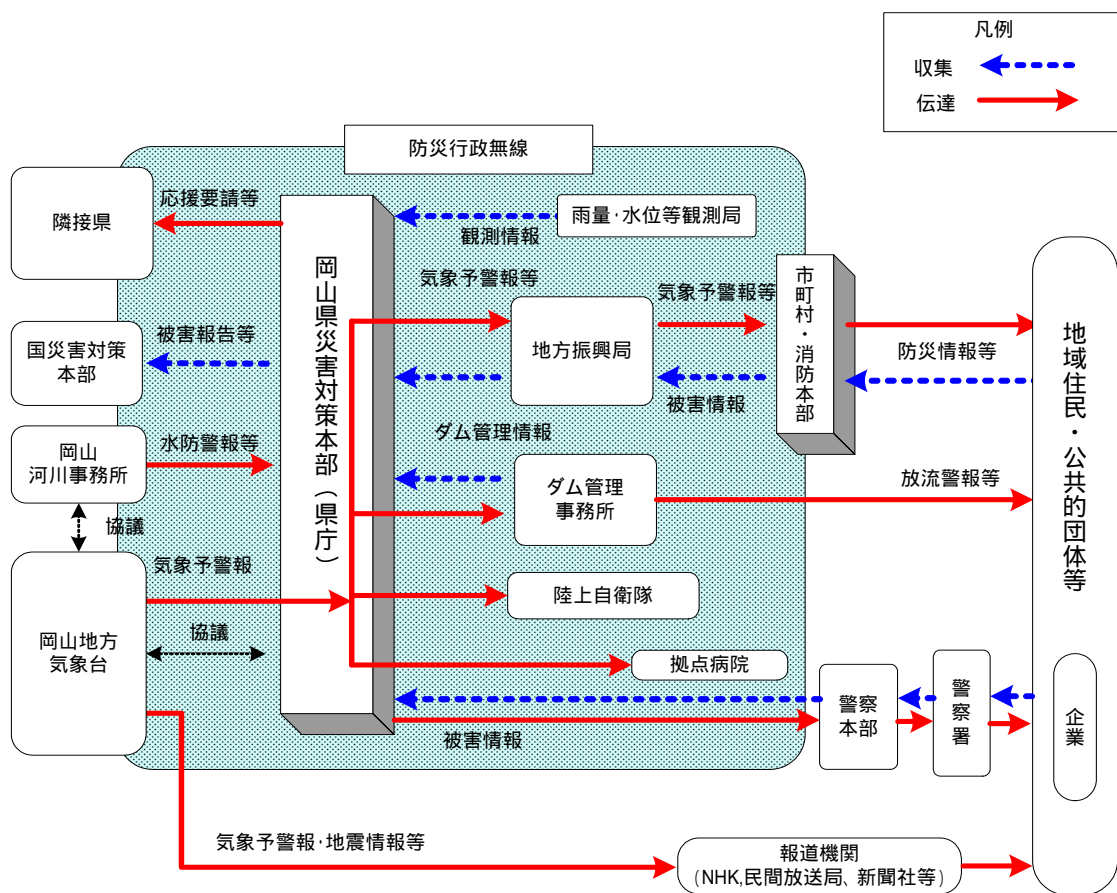 凡例
収集
伝達
防災行政無線
隣接県
応援要請等
雨量・水位等観測局
観測情報
岡山県災害対策本部（県庁）
気象予警報等
気象予警報等
市町村・消防本部
地域住民・公共的団体等
国災害対策
本部
被害報告等
地方振興局
防災情報等
被害情報
岡山
河川事務所
水防警報等
ダム管理情報
ダム管理
事務所
放流警報等
協議
気象予警報
陸上自衛隊
岡山地方
気象台
協議
拠点病院
被害情報
警察
本部
警察署
企業
気象予警報・地震情報等
報道機関
(NHK,民間放送局、新聞社等)